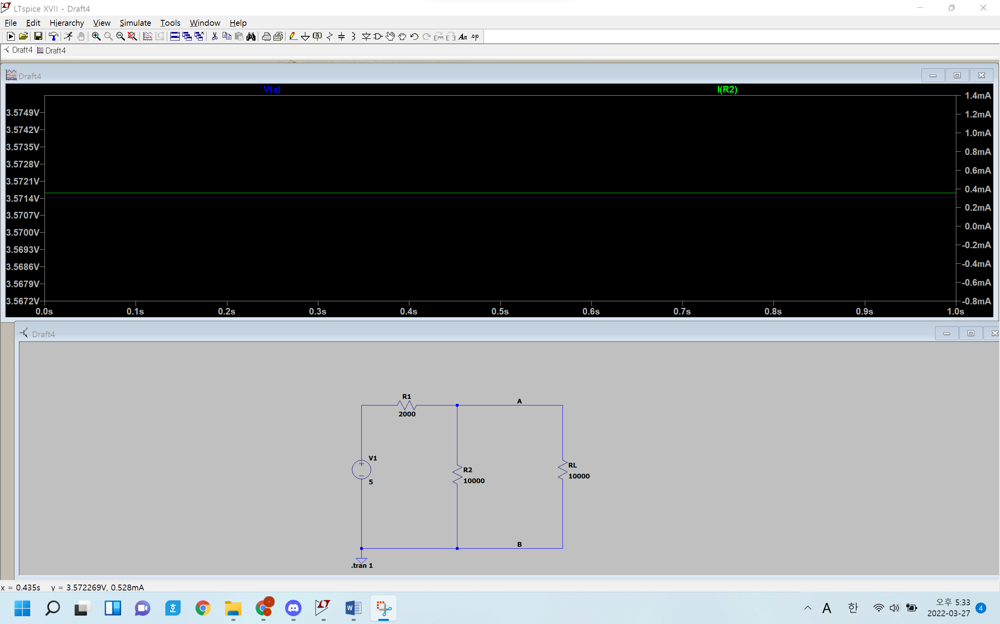 LTspice XVII - Draft4
File Edit Hierarchy View Simulate Tools Window Help
Draft4 Draft4
Draft4
V(a) I(R2)
3.5749V
3.5742V
3.5735V
3.5728V
3.5721V
3.5714V
3.5707V
3.5700V
3.5693V
3.5686V
3.5679V
3.5672V
1.4mA
1.2mA
1.0mA
0.8mA
0.6mA
0.4mA
0.2mA
0.0mA
-0.2mA
-0.4mA
-0.6mA
-0.8mA
0.0s 0.1s 0.2s 0.3s 0.4s 0.5s 0.6s 0.7s 0.8s 0.9s 1.0s
Draft4
R1
2000
A
V1
5
R2
10000
RL
10000
B
.tran 1
x = 0.435s y = 3.572269V, 0.528mA
A 한 오후 5:33
2022-03-27 4